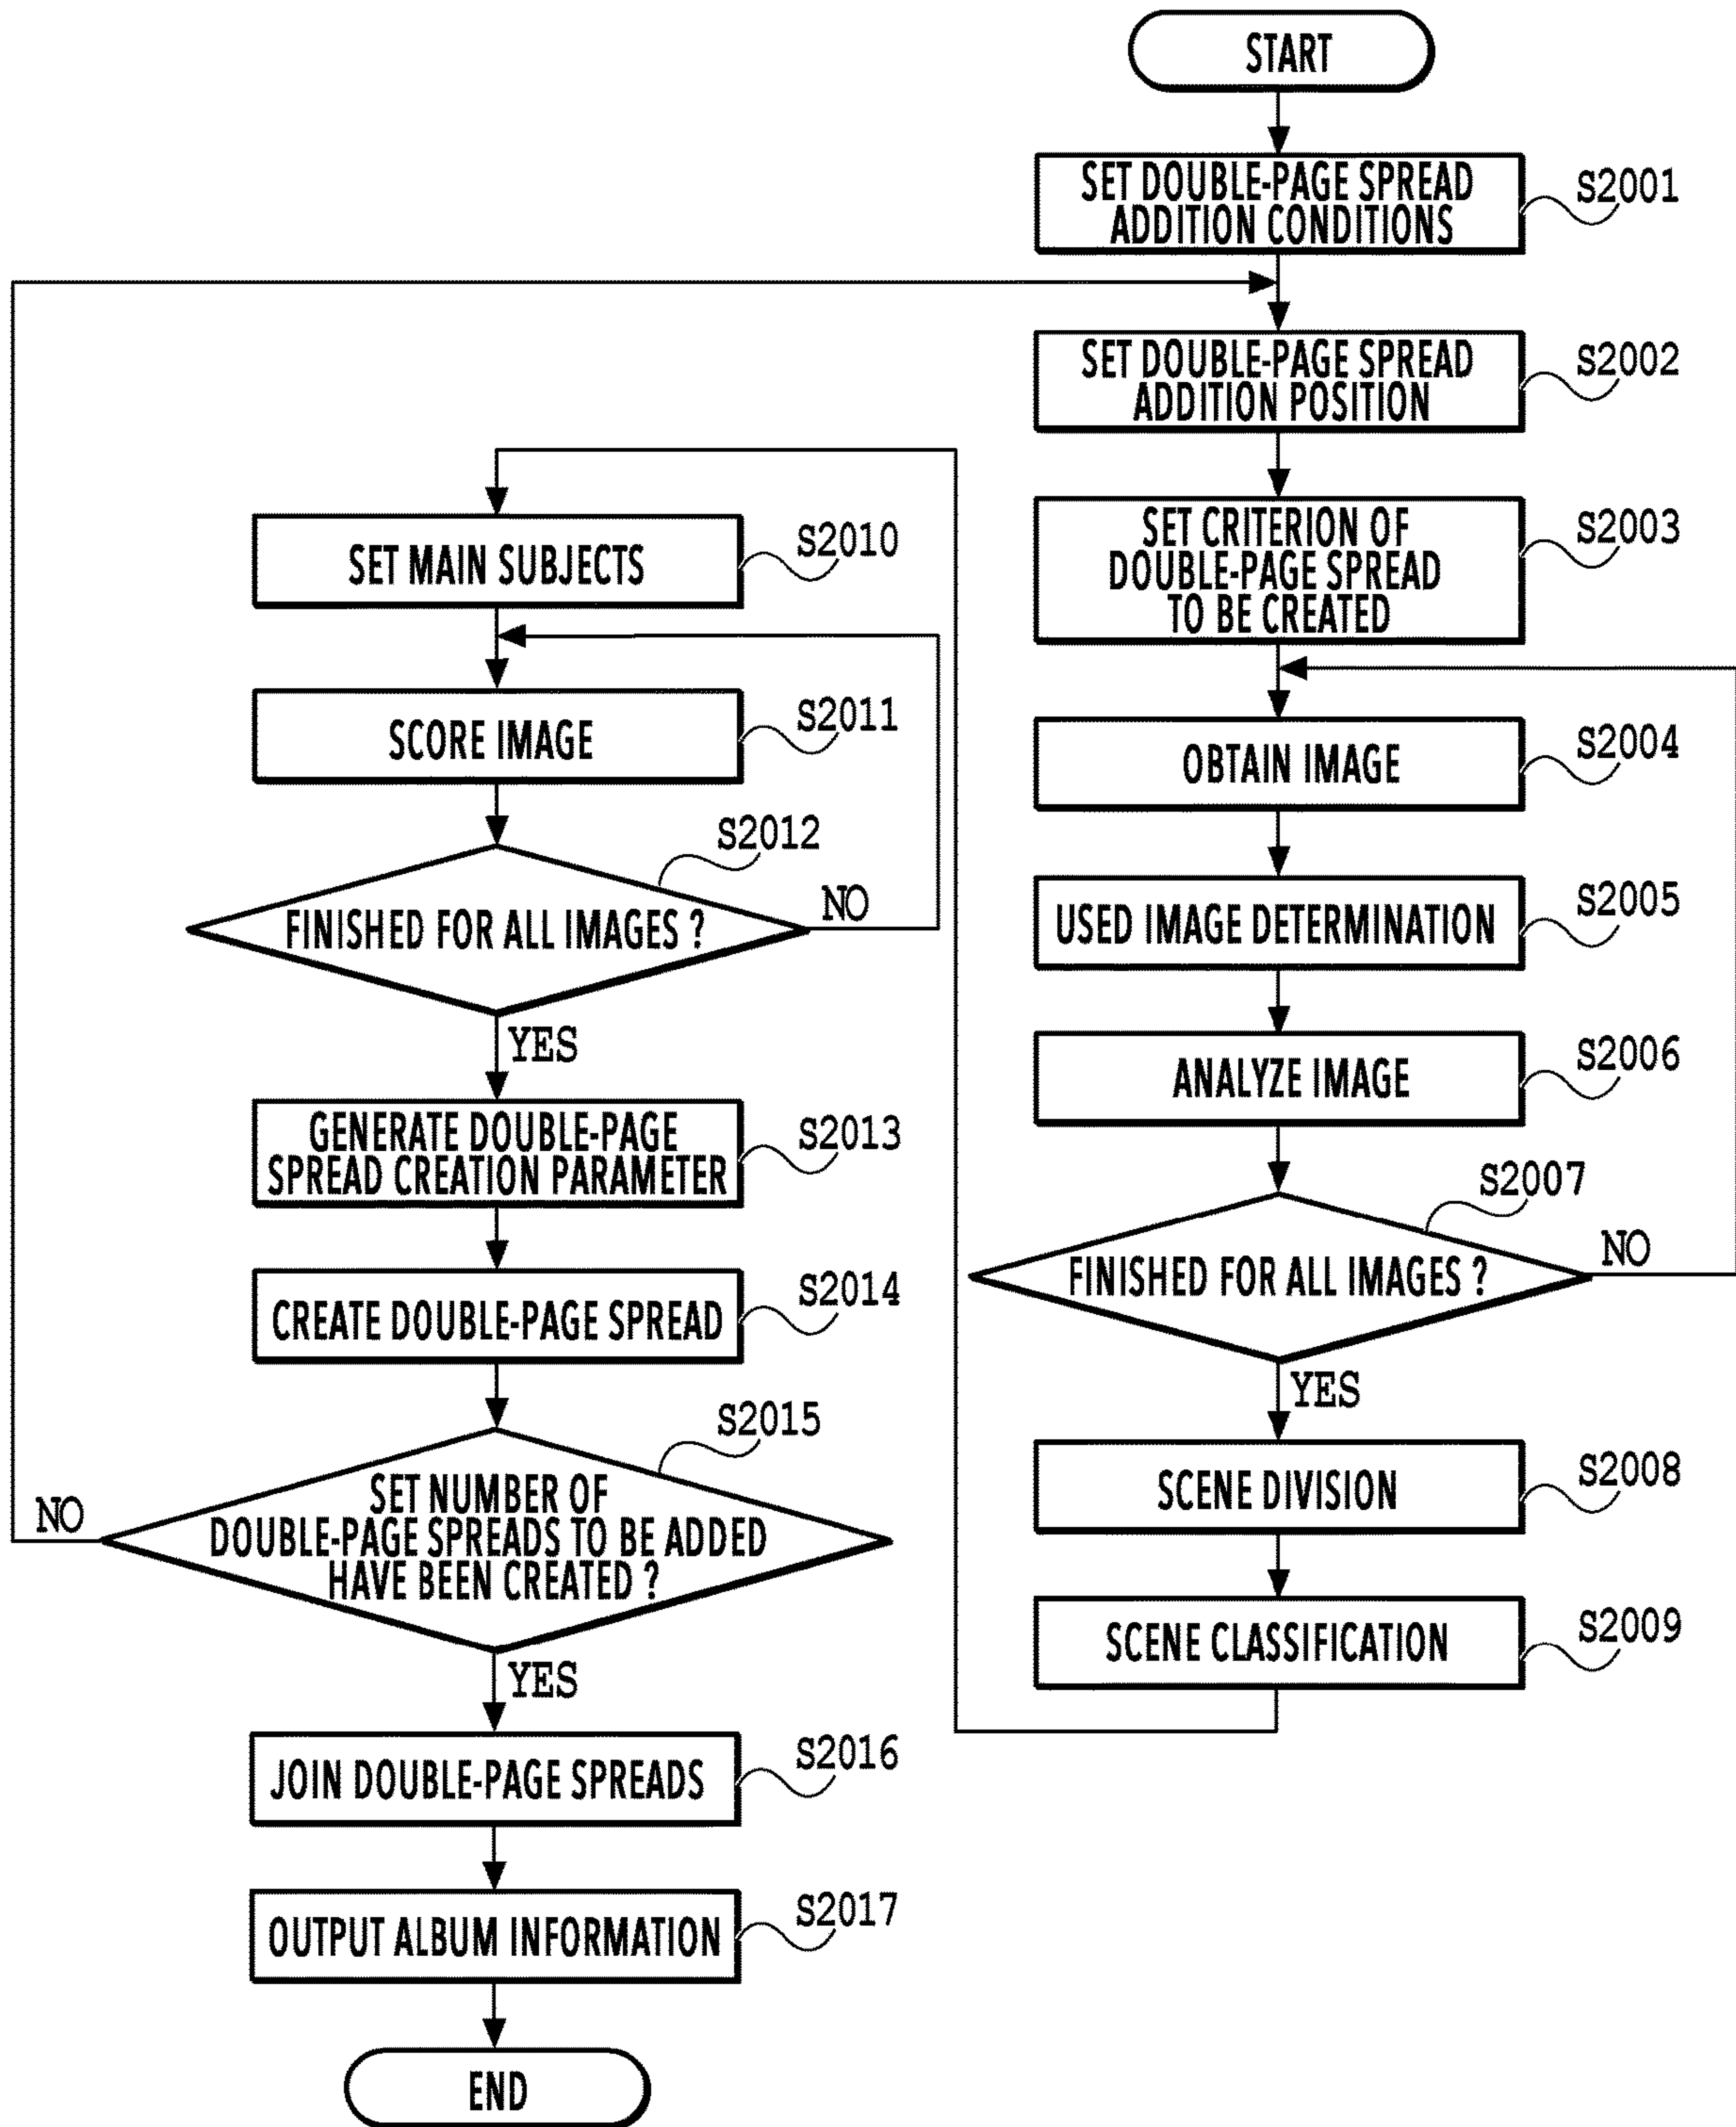 START
SET DOUBLE-PAGE SPREAD
ADDITION CONDITIONS
S2001
SET DOUBLE-PAGE SPREAD
ADDITION POSITION
S2002
SET CRITERION OF
DOUBLE-PAGE SPREAD
TO BE CREATED
S2003
OBTAIN IMAGE
S2004
USED IMAGE DETERMINATION
S2005
ANALYZE IMAGE
S2006
S2007
FINISHED FOR ALL IMAGES ?
NO
YES
SCENE DIVISION
S2008
SCENE CLASSIFICATION
S2009
SET MAIN SUBJECTS
S2010
SCORE IMAGE
S2011
S2012
FINISHED FOR ALL IMAGES ?
NO
YES
GENERATE DOUBLE-PAGE
SPREAD CREATION PARAMETER
S2013
CREATE DOUBLE-PAGE SPREAD
S2014
S2015
SET NUMBER OF
DOUBLE-PAGE SPREADS TO BE ADDED
HAVE BEEN CREATED ?
NO
YES
JOIN DOUBLE-PAGE SPREADS
S2016
OUTPUT ALBUM INFORMATION
S2017
END